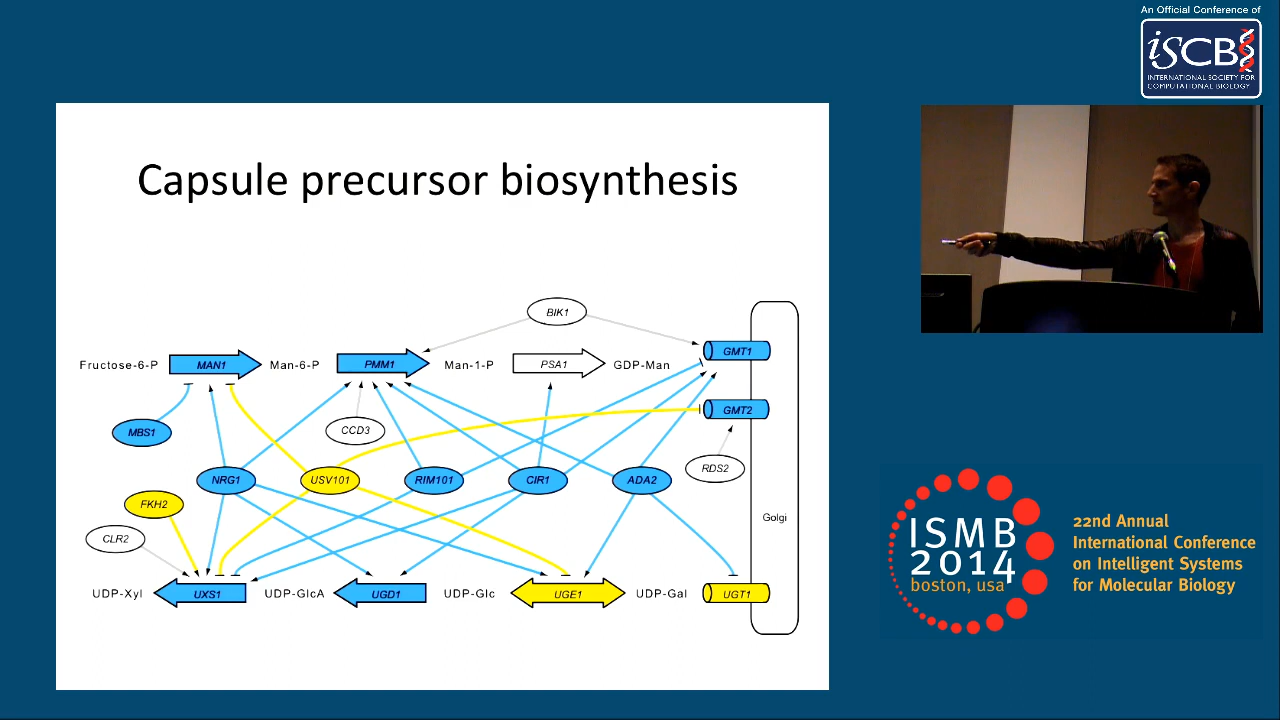 An Official Conference of
iSCB
INTERNATIONAL SOCIETY FOR
COMPUTATIONAL BIOLOGY
Capsule precursor biosynthesis
BIK1
Fructose-6-P
MAN1
Man-6-P
PMM1
Man-1-P
PSA1
GDP-Man
GMT1
GMT2
MBS1
CCD3
RDS2
NRG1
USV101
RIM101
CIR1
ADA2
FKH2
CLR2
Golgi
UDP-Xyl
UXS1
UDP-GlcA
UGD1
UDP-Glc
UGE1
UDP-Gal
UGT1
ISMB
2014
boston, usa
22nd Annual
International Conference
on Intelligent Systems
for Molecular Biology